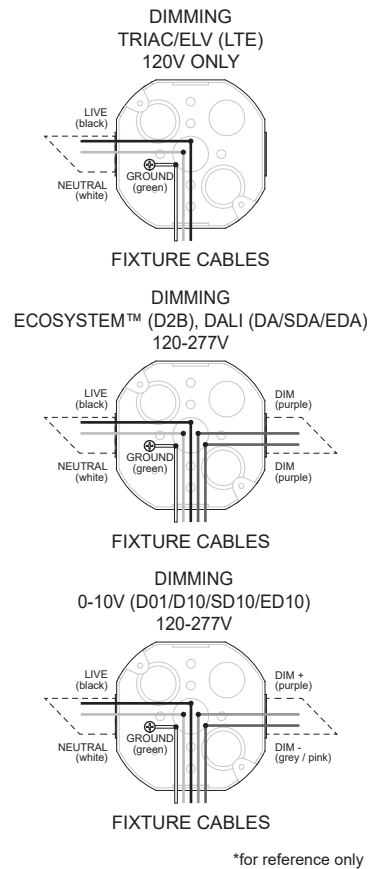 DIMMING
TRIAC/ELV (LTE)
120V ONLY
LIVE
(black)
GROUND
(green)
NEUTRAL
(white)
FIXTURE CABLES
DIMMING
ECOSYSTEM™ (D2B), DALI (DA/SDA/EDA)
120-277V
LIVE
(black)
DIM
(purple)
GROUND
(green)
NEUTRAL
(white)
DIM
(purple)
FIXTURE CABLES
DIMMING
0-10V (D01/D10/SD10/ED10)
120-277V
LIVE
(black)
DIM +
(purple)
GROUND
(green)
NEUTRAL
(white)
DIM -
(grey / pink)
FIXTURE CABLES
*for reference only